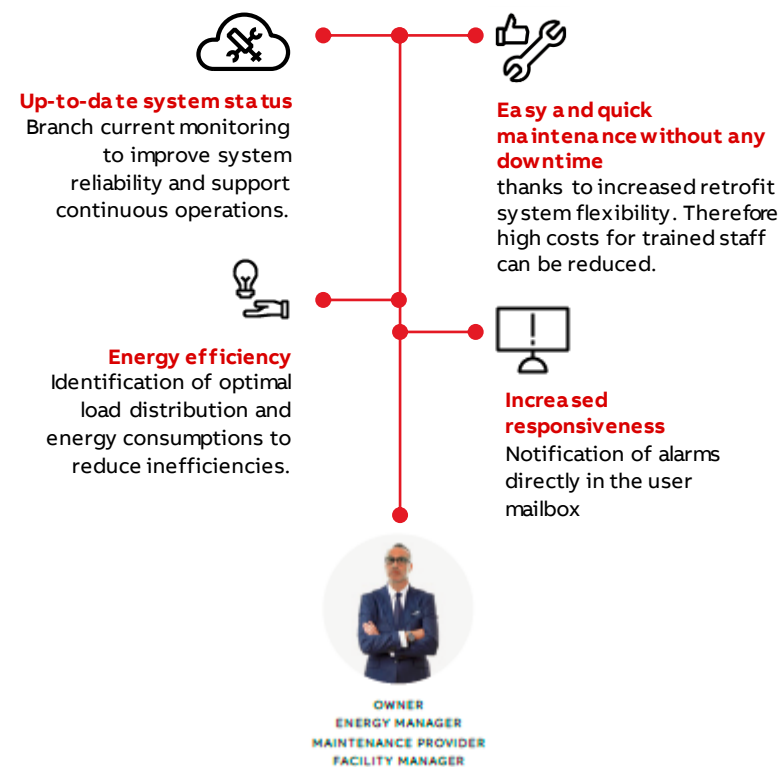 Up-to-date system status
Branch current monitoring
to improve system
reliability and support
continuous operations.
Easy and quick
maintenance without any
downtime
thanks to increased retrofit
system flexibility. Therefore
high costs for trained staff
can be reduced.
Energy efficiency
Identification of optimal
load distribution and
energy consumptions to
reduce inefficiencies.
Increased
responsiveness
Notification of alarms
directly in the user
mailbox
OWNER
ENERGY MANAGER
MAINTENANCE PROVIDER
FACILITY MANAGER